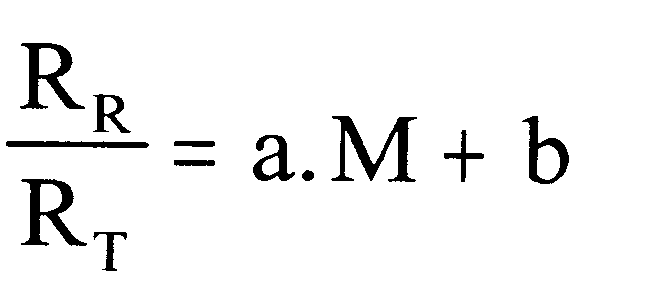 R_R / R_T = a.M + b